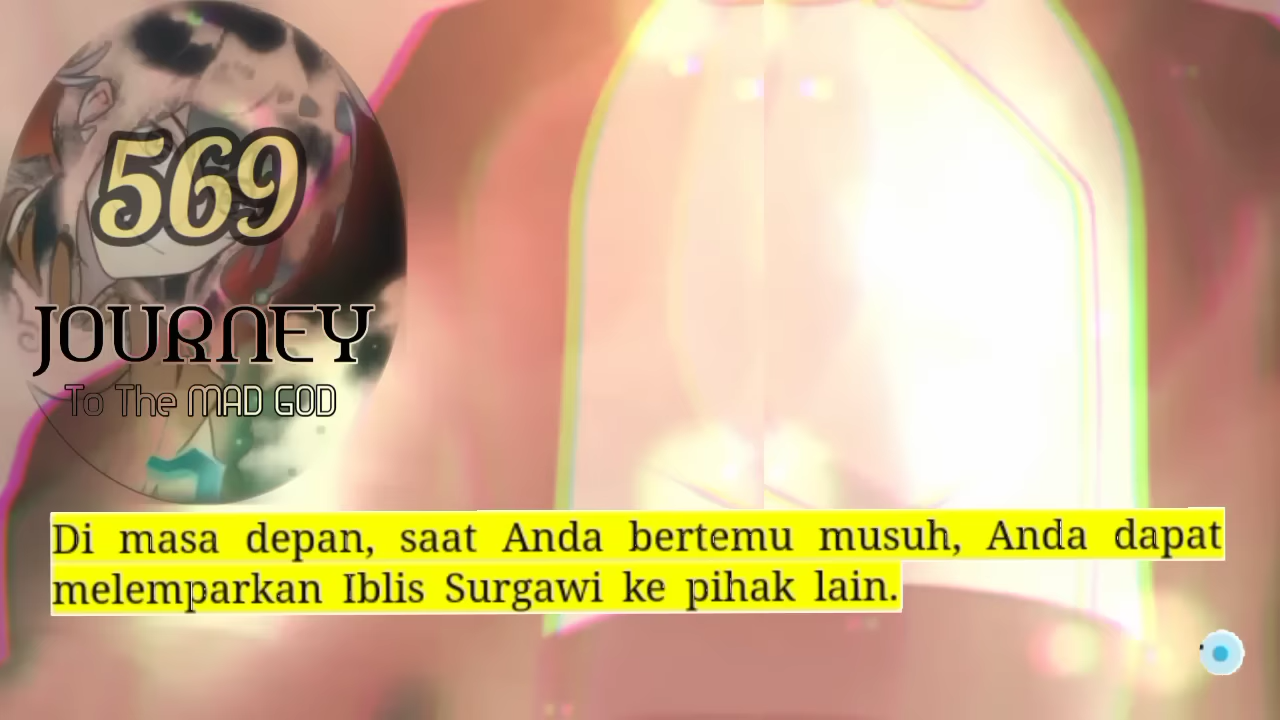 569
JOURNEY
To The MAD GOD
Di masa depan, saat Anda bertemu musuh, Anda dapat
melemparkan Iblis Surgawi ke pihak lain.